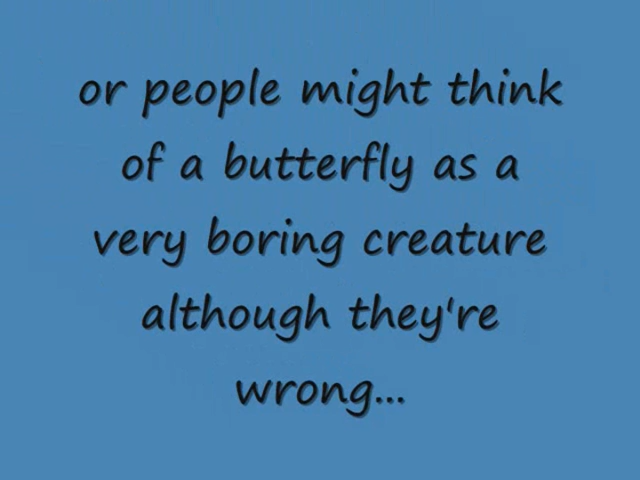 or people might think
of a butterfly as a
very boring creature
although they're
wrong...